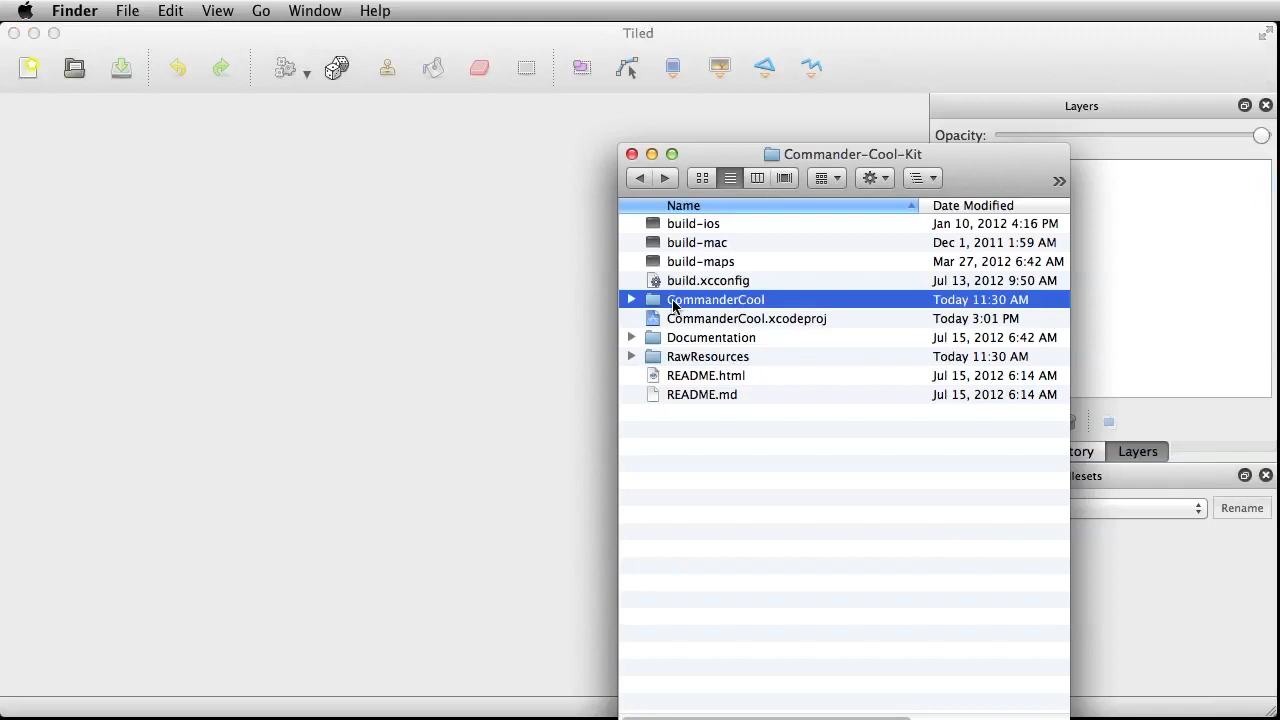 Finder File Edit View Go Window Help
Tiled
Layers
Opacity:
Commander-Cool-Kit
Name Date Modified
build-ios Jan 10, 2012 4:16 PM
build-mac Dec 1, 2011 1:59 AM
build-maps Mar 27, 2012 6:42 AM
build.xcconfig Jul 13, 2012 9:50 AM
CommanderCool Today 11:30 AM
CommanderCool.xcodeproj Today 3:01 PM
Documentation Jul 15, 2012 6:42 AM
RawResources Today 11:30 AM
README.html Jul 15, 2012 6:14 AM
README.md Jul 15, 2012 6:14 AM
tory Layers
lesets
Rename